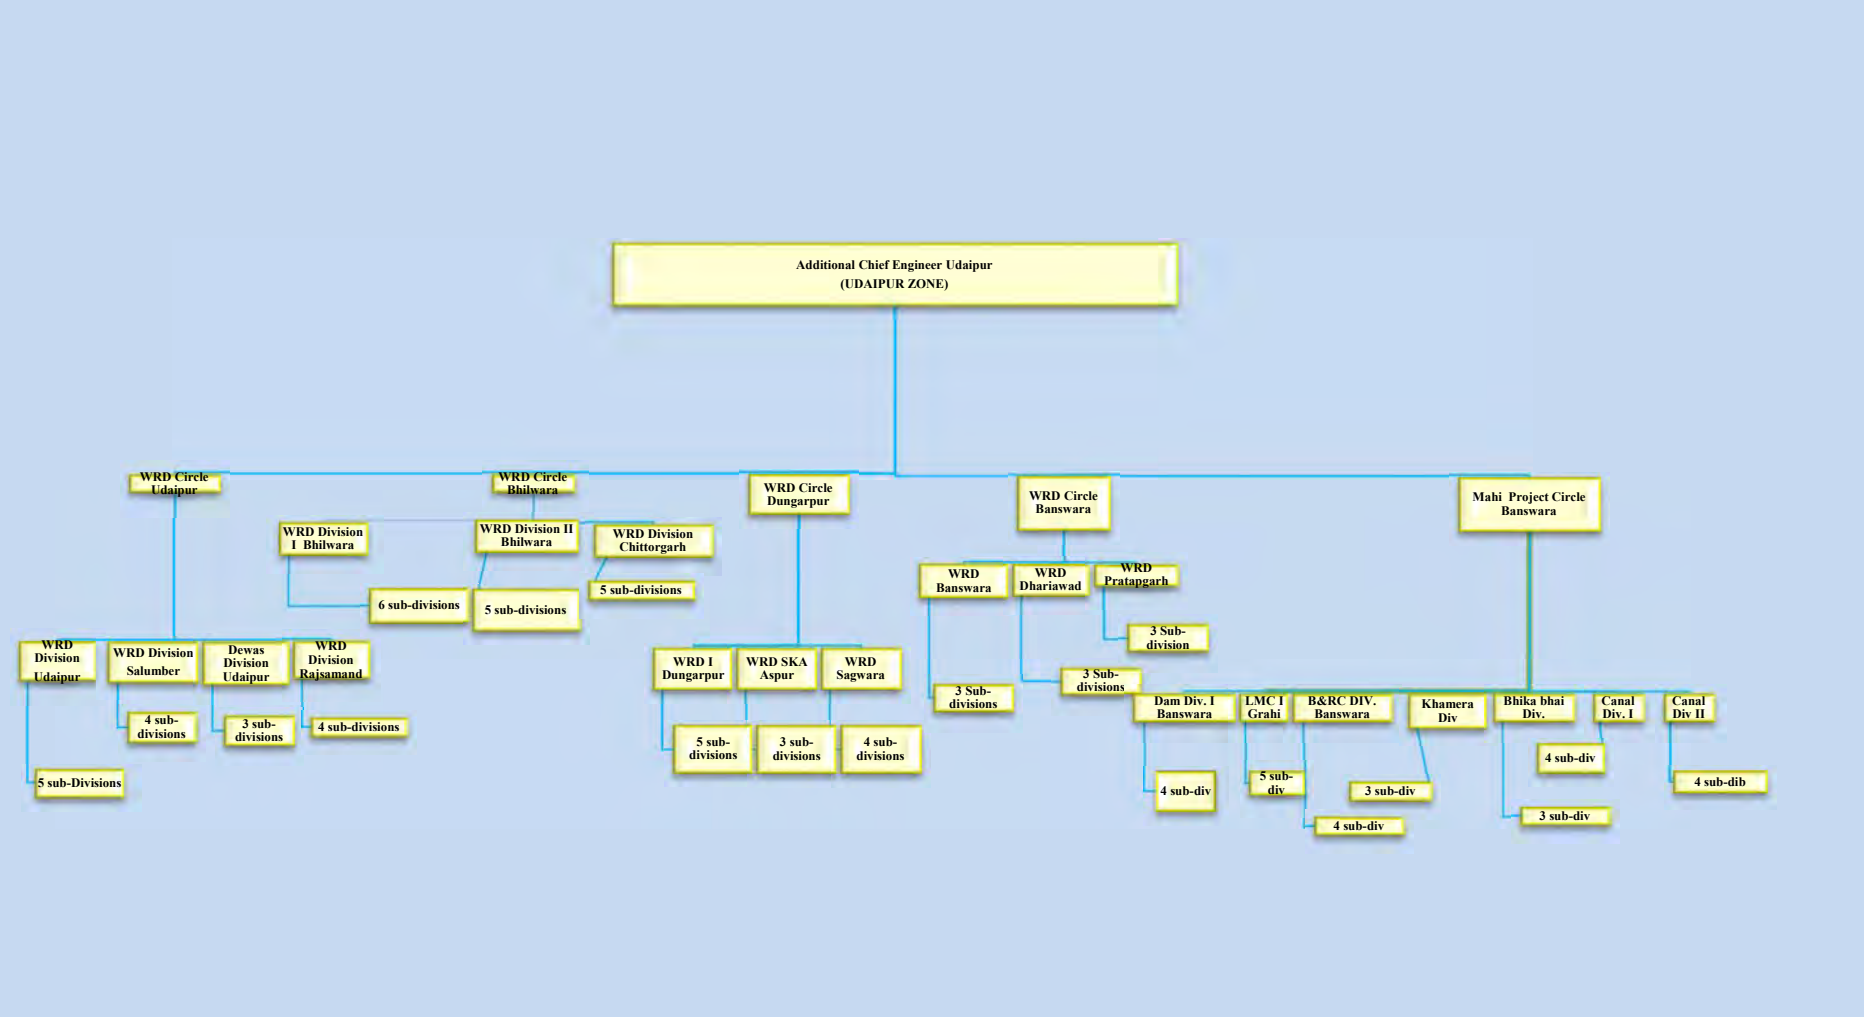 Additional Chief Engineer Udaipur
(UDAIPUR ZONE)
WRD Circle
Udaipur
WRD Circle
Bhilwara
WRD Circle
Dungarpur
WRD Circle
Banswara
Mahi Project Circle
Banswara
WRD Division
I Bhilwara
WRD Division II
Bhilwara
WRD Division
Chittorgarh
6 sub-divisions
5 sub-divisions
5 sub-divisions
WRD
Banswara
WRD
Dhariawad
WRD
Pratapgarh
3 Sub-
division
3 Sub-
divisions
3 Sub-
divisions
WRD
Division
Udaipur
WRD Division
Salumber
Dewas
Division
Udaipur
WRD
Division
Rajsamand
4 sub-
divisions
3 sub-
divisions
4 sub-divisions
5 sub-Divisions
WRD I
Dungarpur
WRD SKA
Aspur
WRD
Sagwara
5 sub-
divisions
3 sub-
divisions
4 sub-
divisions
Dam Div. I
Banswara
LMC I
Grahi
B&RC DIV.
Banswara
Khamera
Div
Bhika bhai
Div.
Canal
Div. I
Canal
Div II
4 sub-div
5 sub-
div
4 sub-div
3 sub-div
3 sub-div
4 sub-div
4 sub-dib